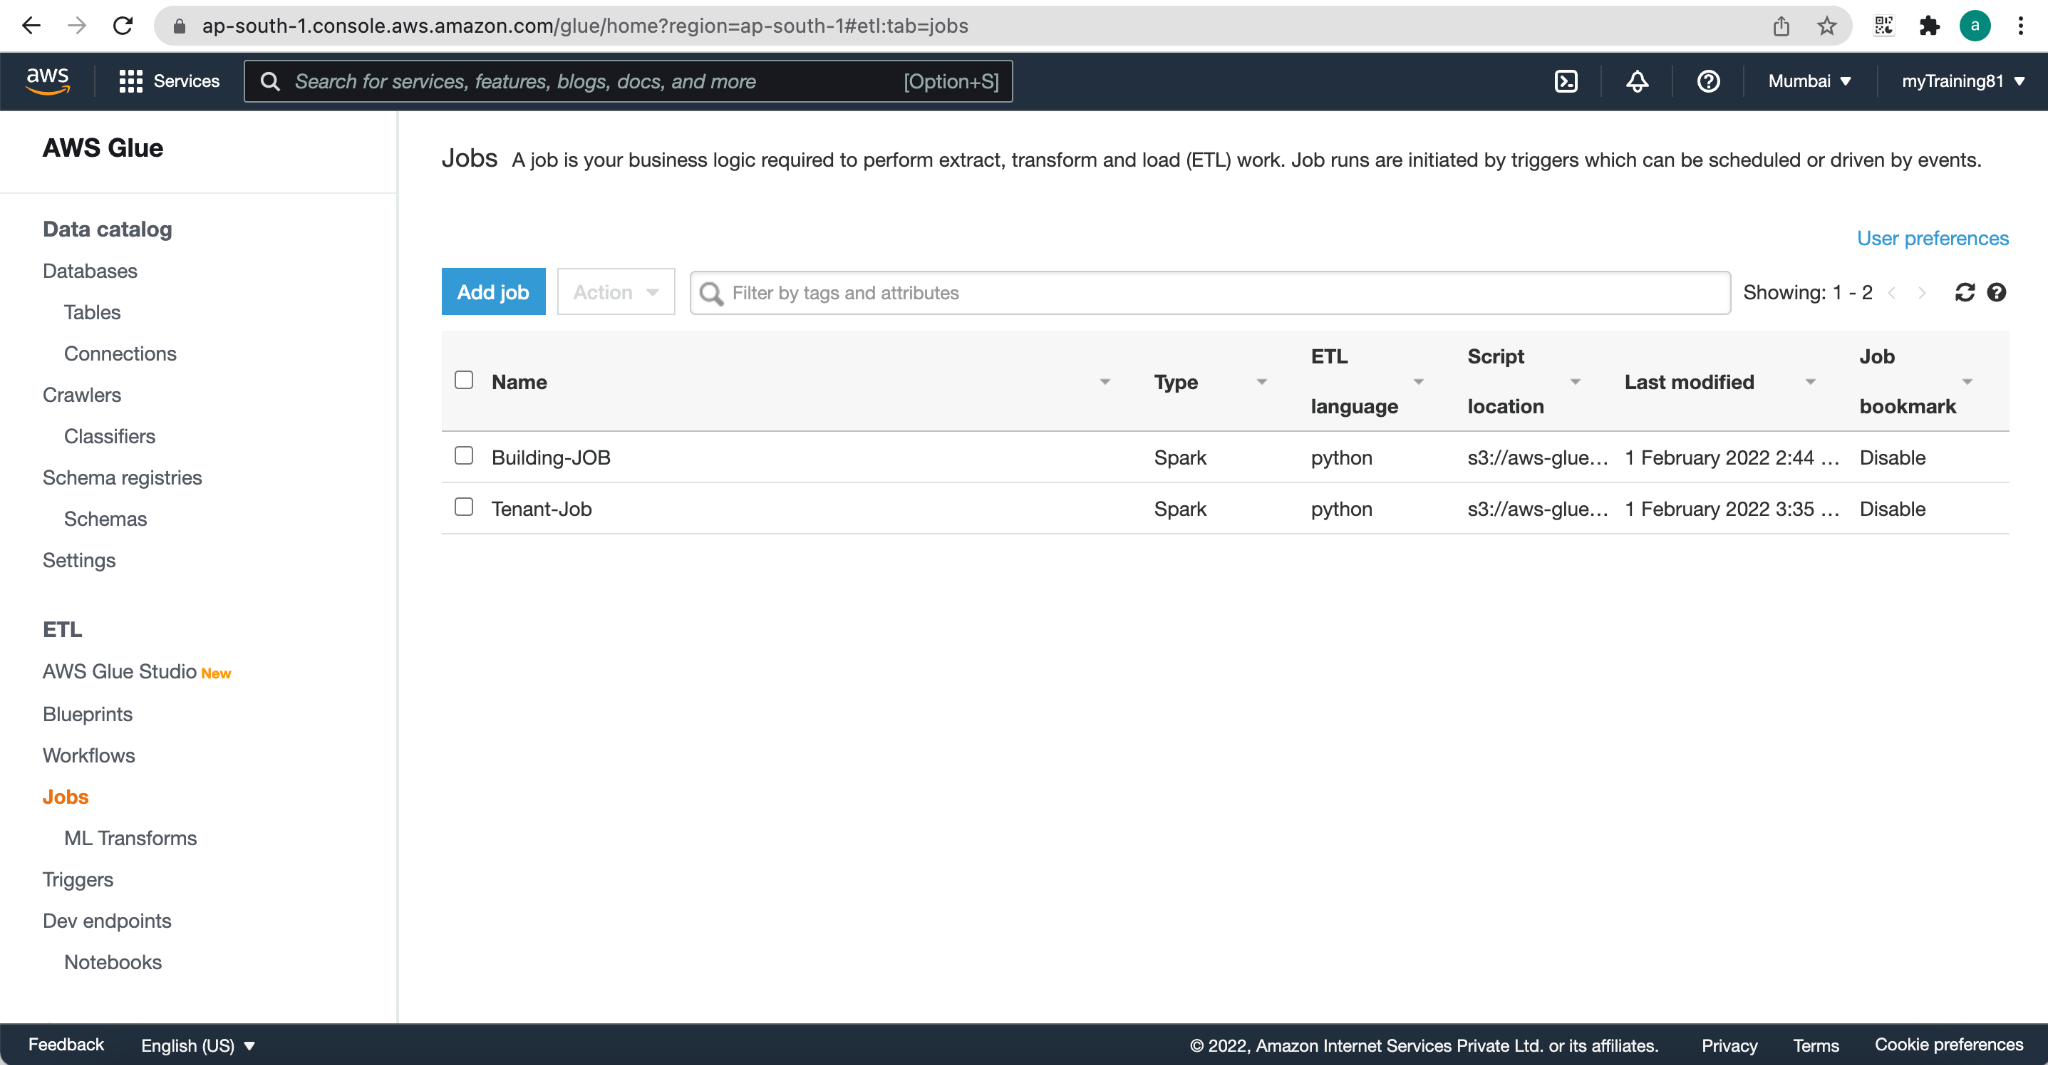 ap-south-1.console.aws.amazon.com/glue/home?region=ap-south-1#etl:tab=jobs
a
aws
Services
Search for services, features, blogs, docs, and more
[Option+S]
Mumbai
myTraining81
AWS Glue
Data catalog
Databases
Tables
Connections
Crawlers
Classifiers
Schema registries
Schemas
Settings
ETL
AWS Glue Studio New
Blueprints
Workflows
Jobs
ML Transforms
Triggers
Dev endpoints
Notebooks
Jobs A job is your business logic required to perform extract, transform and load (ETL) work. Job runs are initiated by triggers which can be scheduled or driven by events.
User preferences
Add job
Action
Filter by tags and attributes
Showing: 1 - 2
Name
Type
ETL language
Script location
Last modified
Job bookmark
Building-JOB Spark python s3://aws-glue... 1 February 2022 2:44 ... Disable
Tenant-Job Spark python s3://aws-glue... 1 February 2022 3:35 ... Disable
Feedback
English (US)
© 2022, Amazon Internet Services Private Ltd. or its affiliates.
Privacy
Terms
Cookie preferences